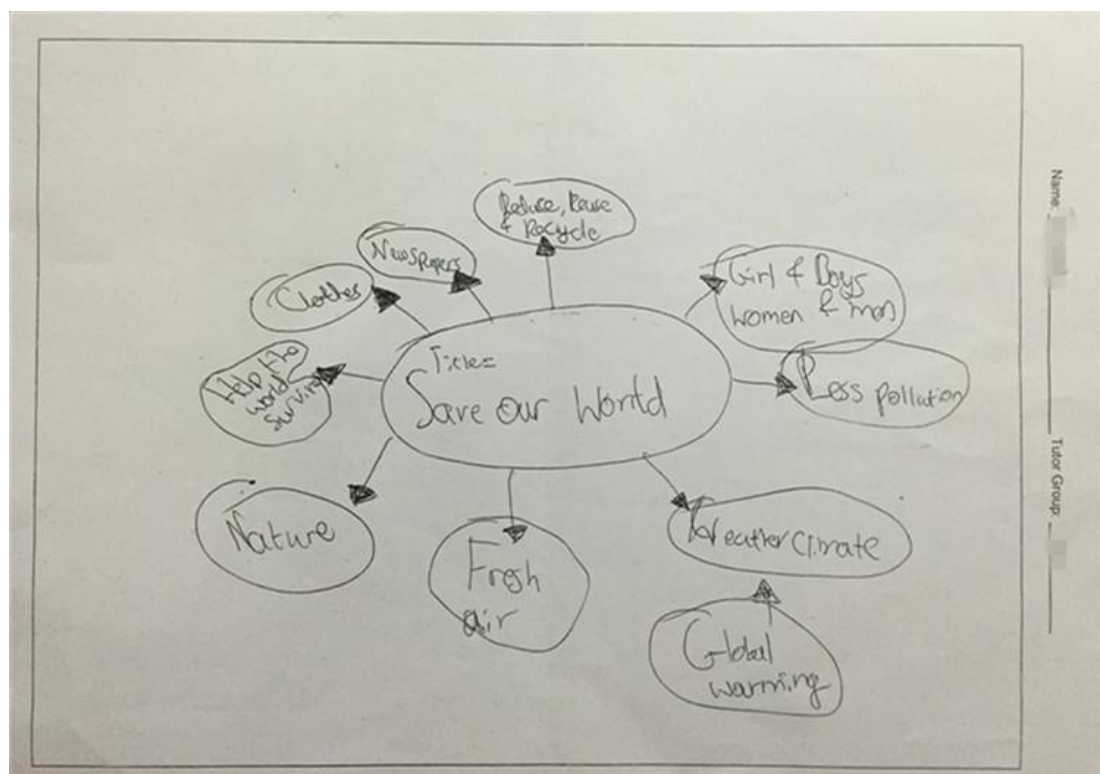 Reduce, Reuse
& Recycle
Newspapers
Clothes
Girl & Boys
women & men
Title=
Save our World
Help the
world
survive
Less pollution
Nature
Fresh
air
Weather climate
Global
warming
Name:
Tutor Group: